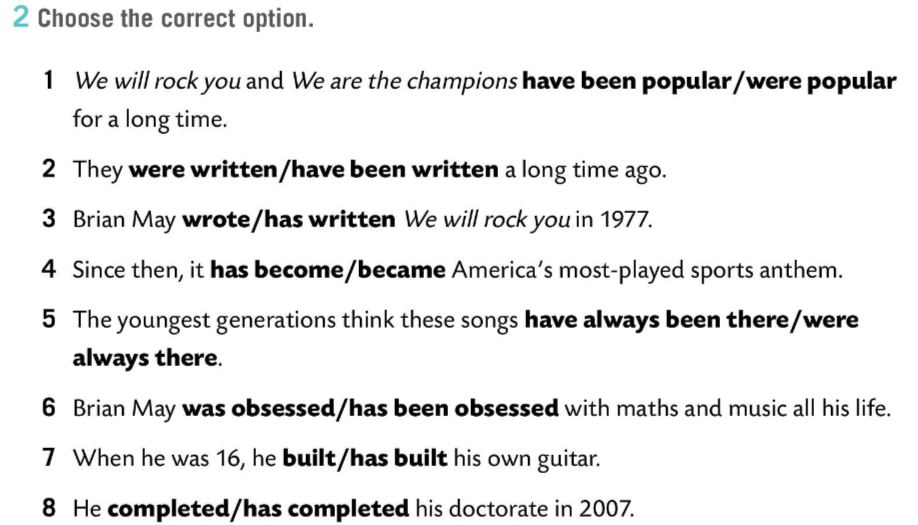 2 Choose the correct option.
1 We will rock you and We are the champions have been popular/were popular
for a long time.
2 They were written/have been written a long time ago.
3 Brian May wrote/has written We will rock you in 1977.
4 Since then, it has become/became America's most-played sports anthem.
5 The youngest generations think these songs have always been there/were
always there.
6 Brian May was obsessed/has been obsessed with maths and music all his life.
7 When he was 16, he built/has built his own guitar.
8 He completed/has completed his doctorate in 2007.